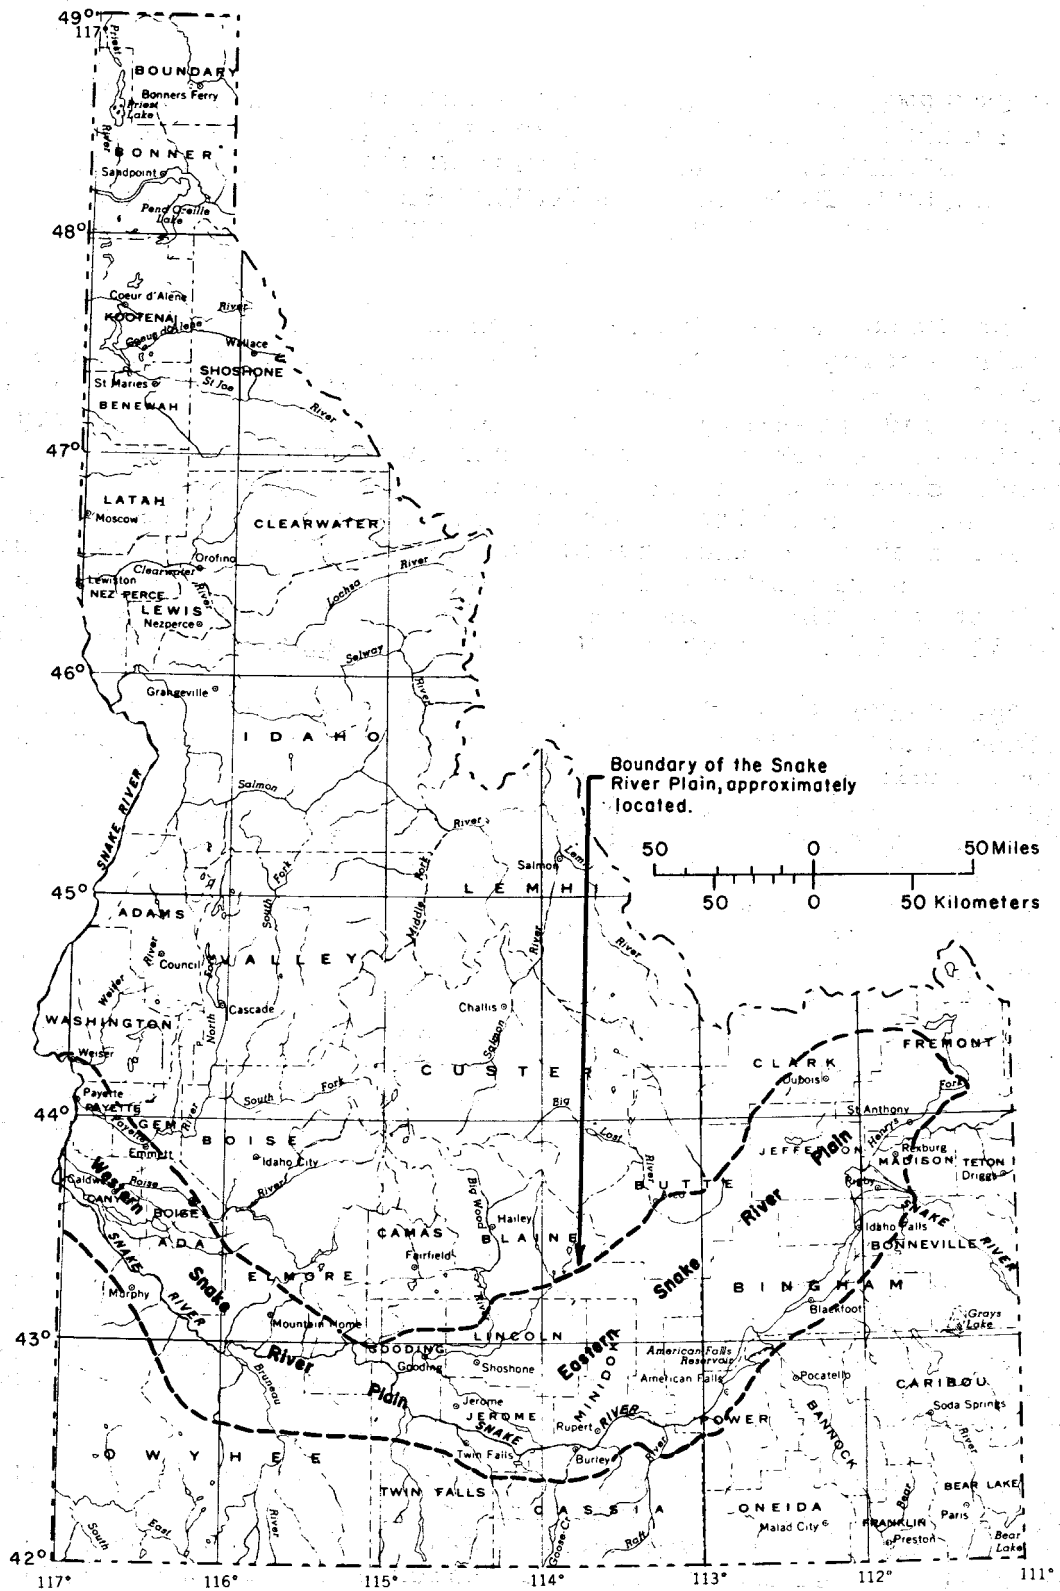 49°
117°
Priest
BOUNDARY
Bonners Ferry
Priest
Lake
River
BONNER
Sandpoint
Pend Oreille
Lake
48°
Coeur d'Alene
River
KOOTENAI
Coeur d'Alene
Wallace
SHOSHONE
St Maries
St Joe
River
BENEWAH
47°
LATAH
Moscow
CLEARWATER
Orofino
Clearwater
River
Lochsa
River
Lewiston
NEZ PERCE
LEWIS
Nezperce
Selway
River
46°
Grangeville
IDAHO
SNAKE RIVER
Salmon
River
Boundary of the Snake
River Plain, approximately
located.
50 0 50 Miles
50 0 50 Kilometers
Salmon
Lemhi
LEMHI
South Fork
Middle Fork
River
River
45°
ADAMS
River
Council
Weiser
VALLEY
North Fork
Cascade
Challis
Salmon
WASHINGTON
Weiser
CUSTER
CLARK
Dubois
FREMONT
Fork
Payette
PAYETTE
44°
South
Fork
Big
Lost
River
St Anthony
Henrys
GEM
River
Payette
Emmett
BOISE
Idaho City
JEFFERSON
Rexburg
MADISON
TETON
Driggs
Rigby
Western
Caldwell
CANYON
Boise
BOISE
River
ADA
BUTTE
Arco
Big Wood
River
Hailey
BLAINE
CAMAS
Fairfield
Plain
River
Snake
Eastern
Idaho Falls
SNAKE
RIVER
BONNEVILLE
SNAKE
RIVER
Murphy
Snake
ELMORE
Mountain Home
River
Plain
BINGHAM
Blackfoot
Grays
Lake
43°
LINCOLN
GOODING
Gooding
Shoshone
Bruneau
River
MINIDOKA
American Falls
Reservoir
American Falls
Pocatello
CARIBOU
Soda Springs
Jerome
JEROME
SNAKE
RIVER
Rupert
POWER
BANNOCK
River
OWYHEE
Twin Falls
Burley
River
TWIN FALLS
CASSIA
ONEIDA
Malad City
Bear
FRANKLIN
Preston
BEAR LAKE
Paris
Bear
Lake
South
East
Goose Cr
Raft
42°
117° 116° 115° 114° 113° 112° 111°